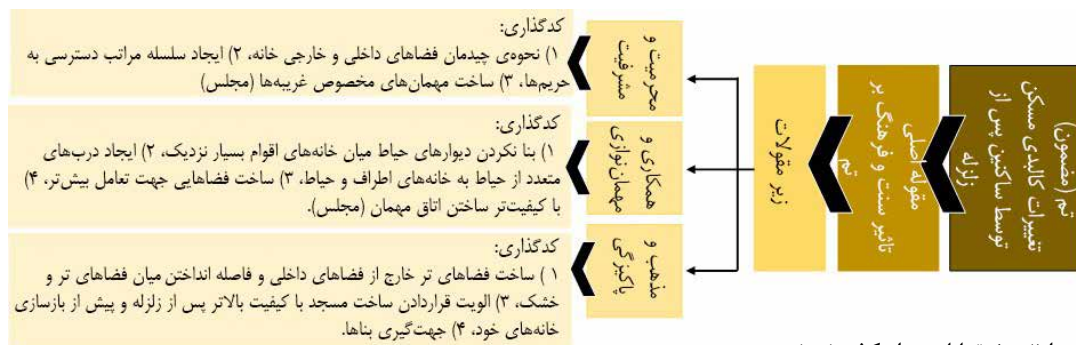 تم (مضمون)
تغییرات کالبدی مسکن
توسط ساکنین پس از
زلزله
مقوله اصلی
تاثیر سنت و فرهنگ بر
تم
زیر مقولات
محرمیت و
مشرفیت
کدگذاری:
۱) نحوه‌ی چیدمان فضاهای داخلی و خارجی خانه، ۲) ایجاد سلسله مراتب دسترسی به
حریم‌ها، ۳) ساخت مهمان‌های مخصوص غریبه‌ها (مجلس)
همکاری و
مهمان‌نوازی
کدگذاری:
۱) بنا نکردن دیوارهای حیاط میان خانه‌های اقوام بسیار نزدیک، ۲) ایجاد درب‌های
متعدد از حیاط به خانه‌های اطراف و حیاط، ۳) ساخت فضاهایی جهت تعامل بیش‌تر، ۴)
با کیفیت‌تر ساختن اتاق مهمان (مجلس).
مذهب و
پاکیزگی
کدگذاری:
۱) ساخت فضاهای تر خارج از فضاهای داخلی و فاصله انداختن میان فضاهای تر و
خشک، ۳) الویت قراردادن ساخت مسجد با کیفیت بالاتر پس از زلزله و پیش از بازسازی
خانه‌های خود، ۴) جهت‌گیری بناها.